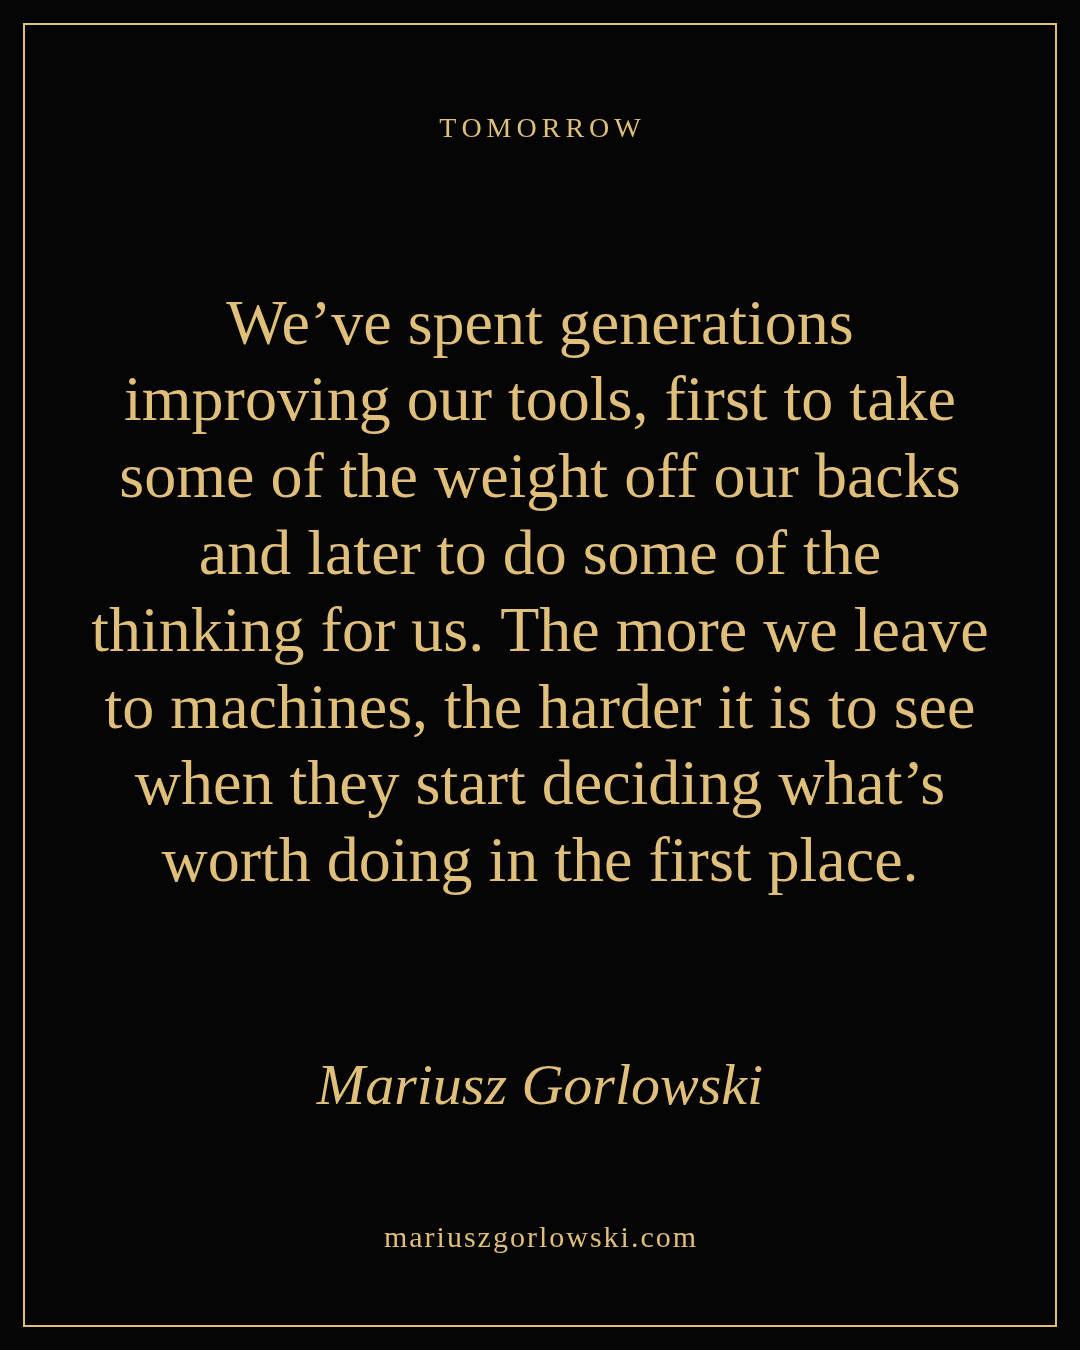 TOMORROW
We’ve spent generations
improving our tools, first to take
some of the weight off our backs
and later to do some of the
thinking for us. The more we leave
to machines, the harder it is to see
when they start deciding what’s
worth doing in the first place.
Mariusz Gorlowski
mariuszgorlowski.com